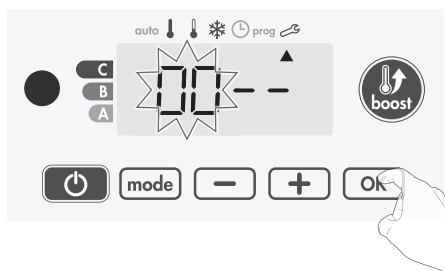 auto prog
C
B
A
00--
boost
mode - + OK